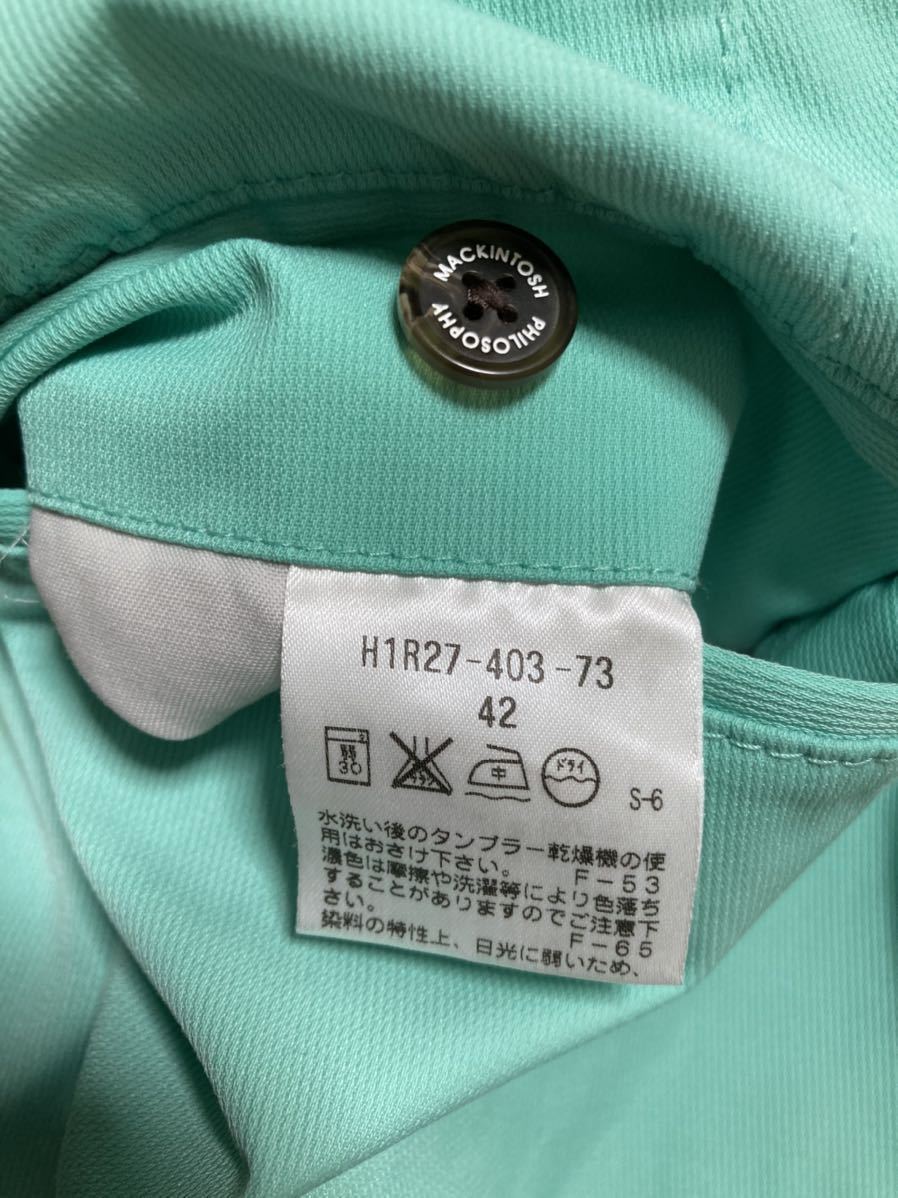 MACKINTOSH
PHILOSOPHY
H1R27-403-73
42
弱
30
中
ドライ
S-6
水洗い後のタンブラー乾燥機の使
用はおさけ下さい。 F-53
濃色は摩擦や洗濯等により色落ち
することがありますのでご注意下
さい。 F-65
染料の特性上、日光に弱いため、